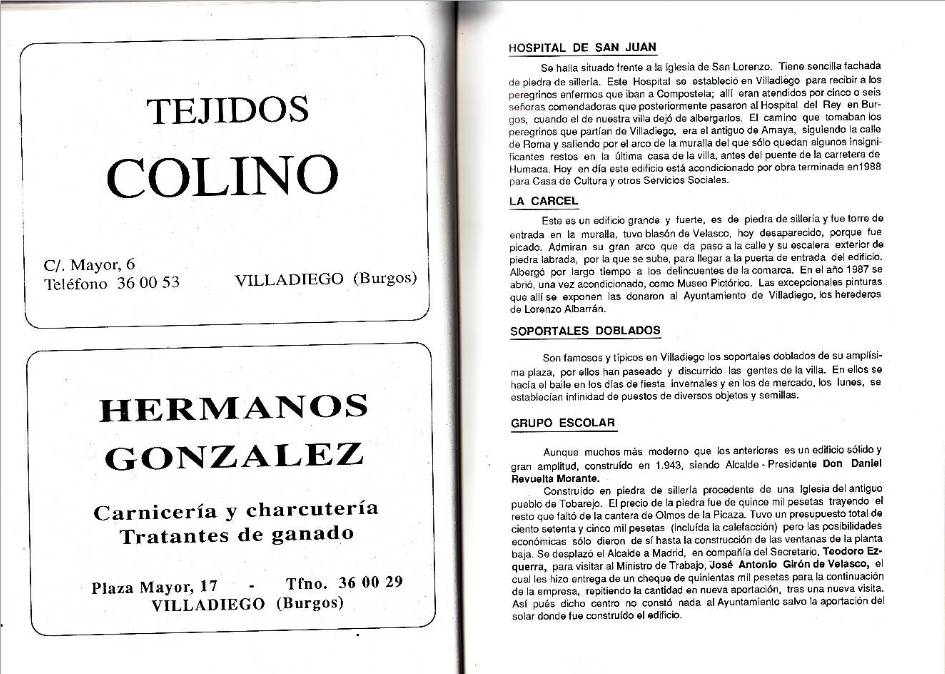 TEJIDOS
COLINO
C/. Mayor, 6
Teléfono 36 00 53 VILLADIEGO (Burgos)
HERMANOS
GONZALEZ
Carnicería y charcutería
Tratantes de ganado
Plaza Mayor, 17 - Tfno. 36 00 29
VILLADIEGO (Burgos)
HOSPITAL DE SAN JUAN
Se halla situado frente a la Iglesia de San Lorenzo. Tiene sencilla fachada
de piedra de sillería. Este Hospital se estableció en Villadiego para recibir a los
peregrinos enfermos que iban a Compostela; allí eran atendidos por cinco o seis
señoras comendadoras que posteriormente pasaron al Hospital del Rey en Bur-
gos, cuando el de nuestra villa dejó de albergarlos. El camino que tomaban los
peregrinos que partían de Villadiego, era el antiguo de Amaya, siguiendo la calle
de Roma y saliendo por el arco de la muralla del que sólo quedan algunos insigni-
ficantes restos en la última casa de la villa, antes del puente de la carretera de
Humada. Hoy en día este edificio está acondicionado por obra terminada en1988
para Casa de Cultura y otros Servicios Sociales.
LA CARCEL
Este es un edificio grande y fuerte, es de piedra de sillería y fue torre de
entrada en la muralla, tuvo blasón de Velasco, hoy desaparecido, porque fue
picado. Admiran su gran arco que da paso a la calle y su escalera exterior de
piedra labrada, por la que se sube, para llegar a la puerta de entrada del edificio.
Albergó por largo tiempo a los delincuentes de la comarca. En el año 1987 se
abrió, una vez acondicionado, como Museo Pictórico. Las excepcionales pinturas
que allí se exponen las donaron al Ayuntamiento de Villadiego, los herederos
de Lorenzo Albarrán.
SOPORTALES DOBLADOS
Son famosos y típicos en Villadiego los soportales doblados de su amplísi-
ma plaza, por ellos han paseado y discurrido las gentes de la villa. En ellos se
hacía el baile en los días de fiesta invernales y en los de mercado, los lunes, se
establecían infinidad de puestos de diversos objetos y semillas.
GRUPO ESCOLAR
Aunque muchos más moderno que los anteriores es un edificio sólido y
gran amplitud, construído en 1.943, siendo Alcalde - Presidente Don Daniel
Revuelta Morante.
Construído en piedra de sillería procedente de una Iglesia del antiguo
pueblo de Tobarejo. El precio de la piedra fue de quince mil pesetas trayendo el
resto que faltó de la cantera de Olmos de la Picaza. Tuvo un presupuesto total de
ciento setenta y cinco mil pesetas (incluída la calefacción) pero las posibilidades
económicas sólo dieron de sí hasta la construcción de las ventanas de la planta
baja. Se desplazó el Alcalde a Madrid, en compañía del Secretario, Teodoro Ez-
querra, para visitar al Ministro de Trabajo, José Antonio Girón de Velasco, el
cual les hizo entrega de un cheque de quinientas mil pesetas para la continuación
de la empresa, repitiendo la cantidad en nueva aportación, tras una nueva visita.
Así pués dicho centro no constó nada al Ayuntamiento salvo la aportación del
solar donde fue construído el edificio.